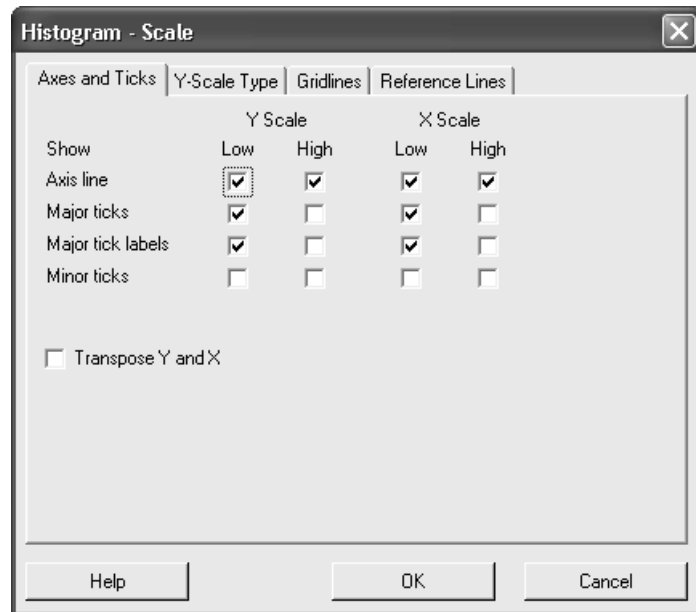 Histogram - Scale
Axes and Ticks Y-Scale Type Gridlines Reference Lines
Y Scale X Scale
Show Low High Low High
Axis line
Major ticks
Major tick labels
Minor ticks
Transpose Y and X
Help OK Cancel